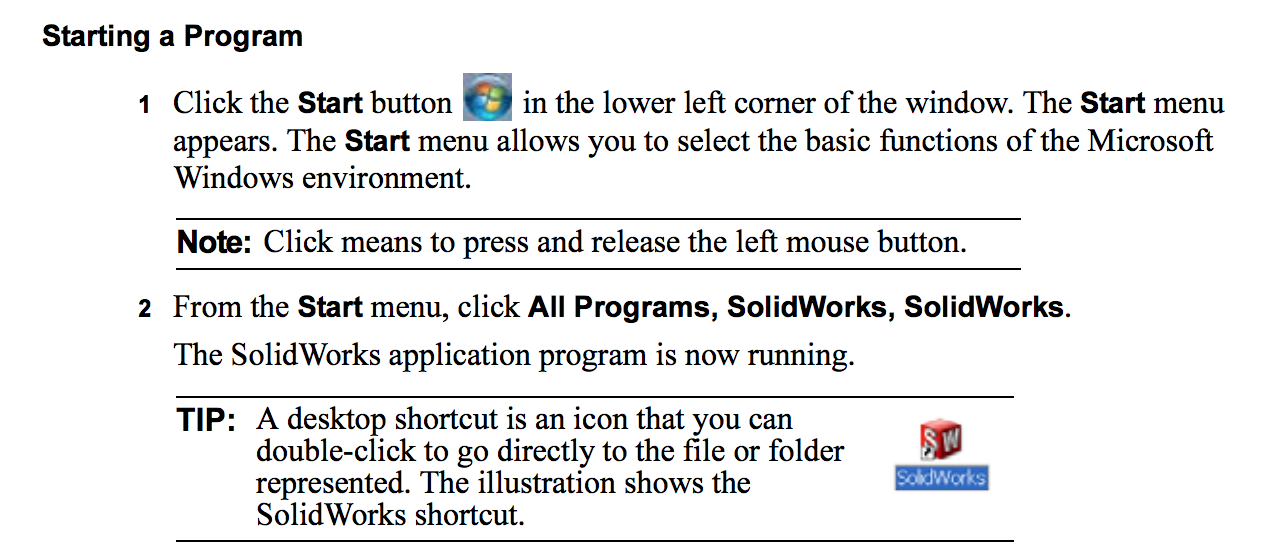 Starting a Program
1 Click the Start button in the lower left corner of the window. The Start menu
appears. The Start menu allows you to select the basic functions of the Microsoft
Windows environment.
Note: Click means to press and release the left mouse button.
2 From the Start menu, click All Programs, SolidWorks, SolidWorks.
The SolidWorks application program is now running.
TIP: A desktop shortcut is an icon that you can
double-click to go directly to the file or folder
represented. The illustration shows the
SolidWorks shortcut.
SW
SolidWorks